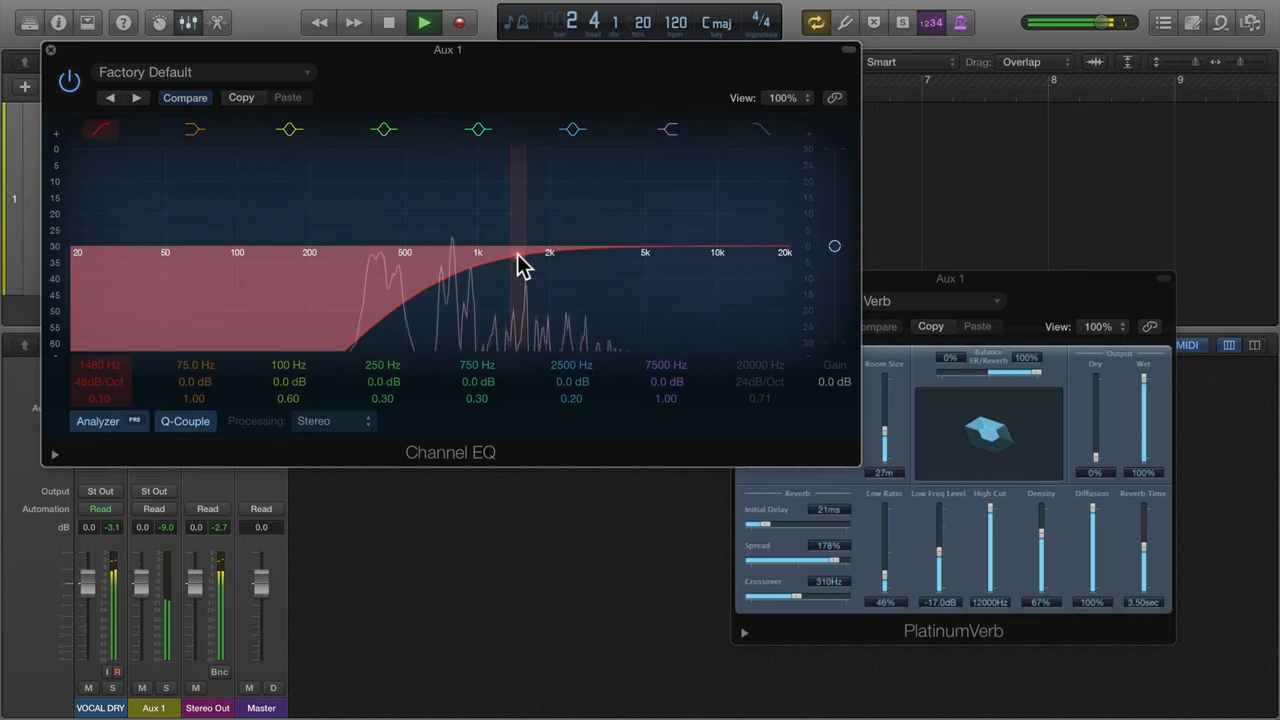 2 4 1 20 120 C maj 4/4
bar beat div tick bpm key signature
S 1234
Aux 1
Smart Drag: Overlap
Factory Default
Compare Copy Paste View: 100%
7 8 9
+ +
0 30
5 25
10 20
15 15
20 10
25 5
30 0
35 5
40 10
45 15
50 20
55 25
60 30
- -
20 50 100 200 500 1k 2k 5k 10k 20k
1
1480 Hz 75.0 Hz 100 Hz 250 Hz 750 Hz 2500 Hz 7500 Hz 20000 Hz Gain
48dB/Oct 0.0 dB 0.0 dB 0.0 dB 0.0 dB 0.0 dB 0.0 dB 24dB/Oct 0.0 dB
0.10 1.00 0.60 0.30 0.30 0.20 1.00 0.71
Analyzer PRE Q-Couple Processing: Stereo
Channel EQ
Aux 1
Verb
Copy Paste View: 100%
MIDI
Room Size 0% Balance ER/Reverb 100% Output
Dry Wet
27m 0% 100%
Reverb Low Ratio Low Freq Level High Cut Density Diffusion Reverb Time
Initial Delay 21ms
Spread 178%
Crossover 310Hz
46% -17.0dB 12000Hz 67% 100% 3.50sec
PlatinumVerb
Output St Out St Out
Automation Read Read Read Read
dB 0.0 -3.1 0.0 -9.0 0.0 -2.7 0.0
I R Bnc
M S M S M M D
VOCAL DRY Aux 1 Stereo Out Master